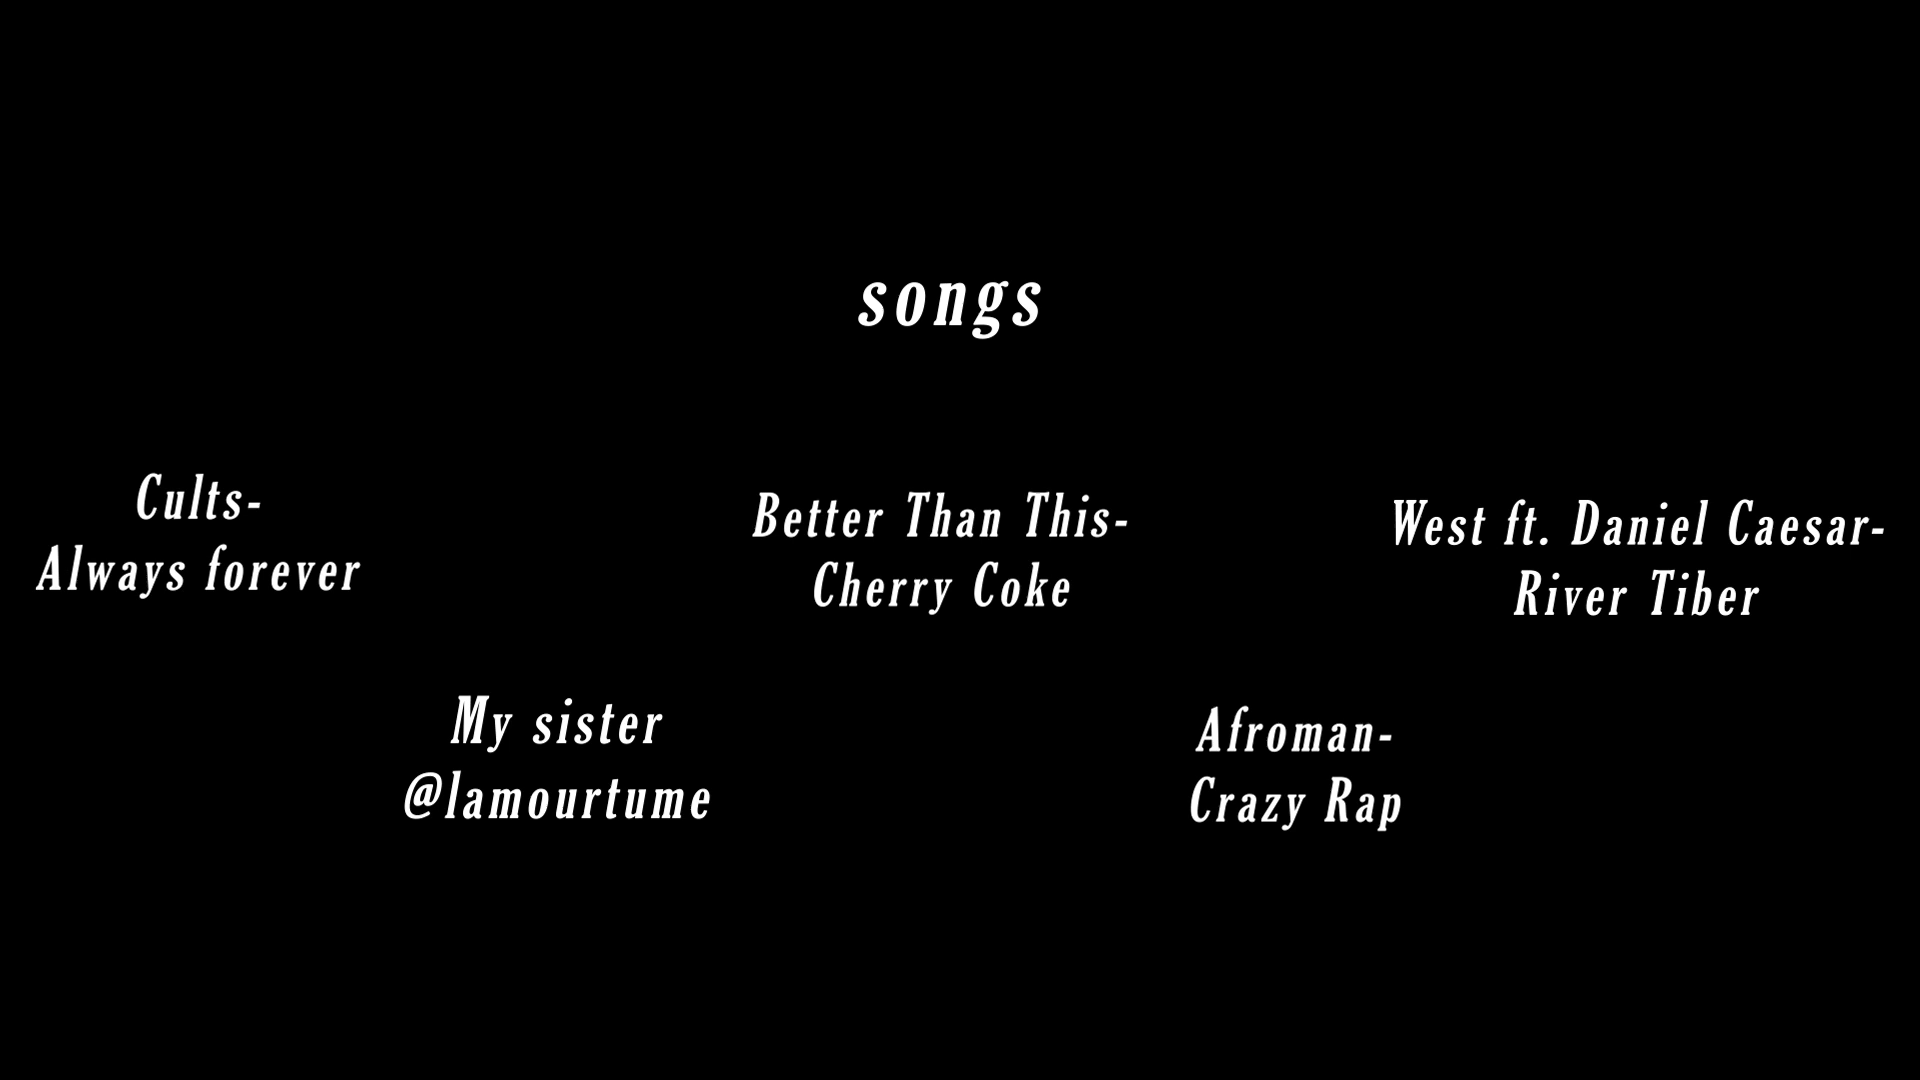 songs
Cults-
Always forever
Better Than This-
Cherry Coke
West ft. Daniel Caesar-
River Tiber
My sister
@lamourtume
Afroman-
Crazy Rap